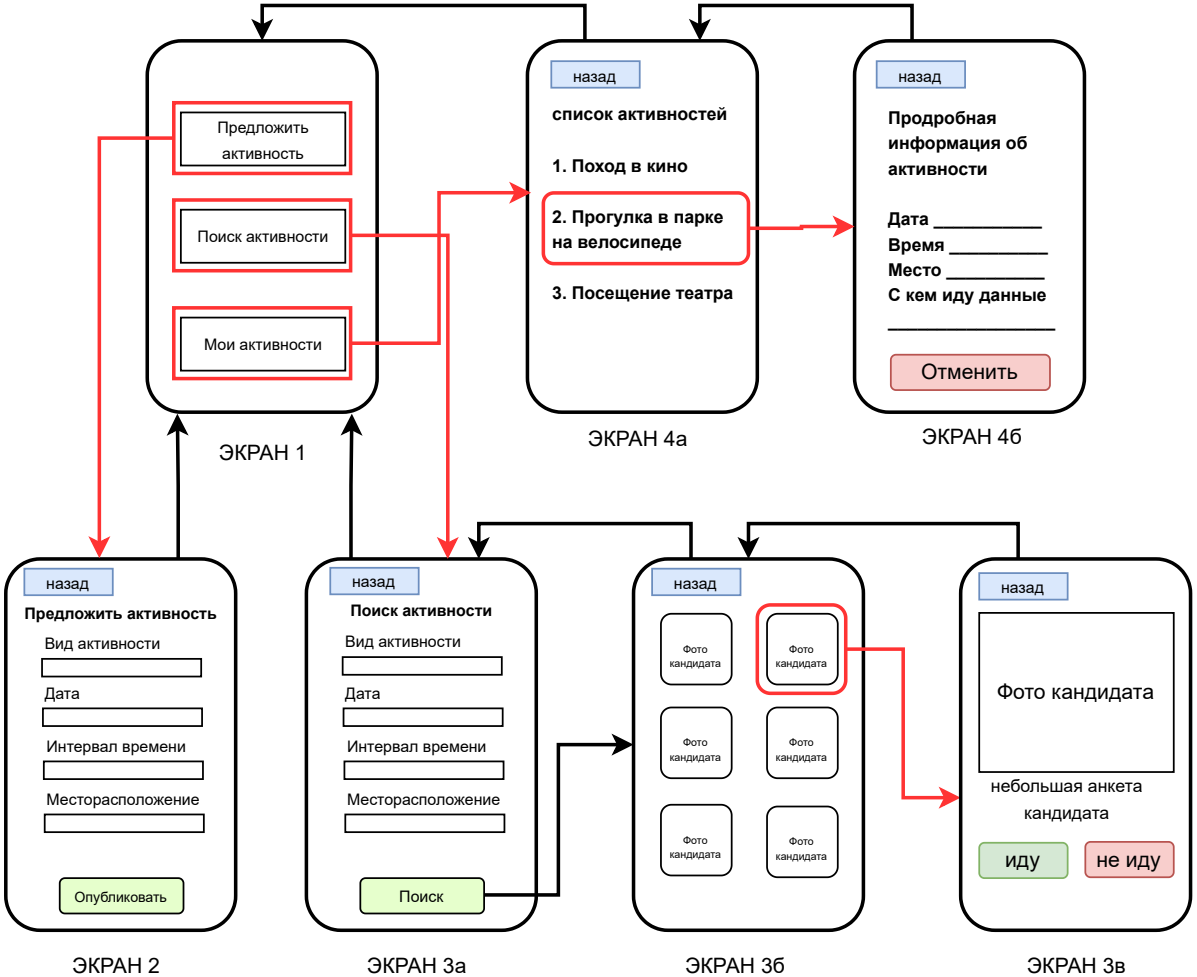 Предложить
активность
Поиск активности
Мои активности
ЭКРАН 1
назад
список активностей
1. Поход в кино
2. Прогулка в парке
на велосипеде
3. Посещение театра
ЭКРАН 4а
назад
Продробная
информация об
активности
Дата ___________
Время __________
Место __________
С кем иду данные
_________________
Отменить
ЭКРАН 4б
назад
Предложить активность
Вид активности
Дата
Интервал времени
Месторасположение
Опубликовать
ЭКРАН 2
назад
Поиск активности
Вид активности
Дата
Интервал времени
Месторасположение
Поиск
ЭКРАН 3а
назад
Фото
кандидата
Фото
кандидата
Фото
кандидата
Фото
кандидата
Фото
кандидата
Фото
кандидата
ЭКРАН 3б
назад
Фото кандидата
небольшая анкета
кандидата
иду
не иду
ЭКРАН 3в